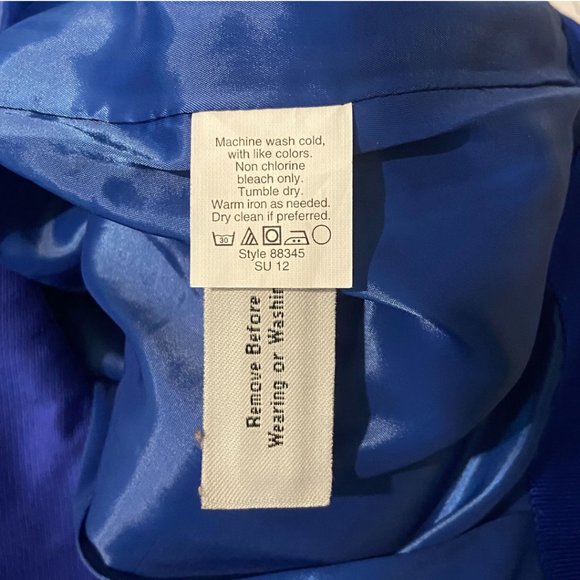 Machine wash cold,
with like colors.
Non chlorine
bleach only.
Tumble dry.
Warm iron as needed.
Dry clean if preferred.
30
Style 88345
SU 12
Remove Before
Wearing or Washin